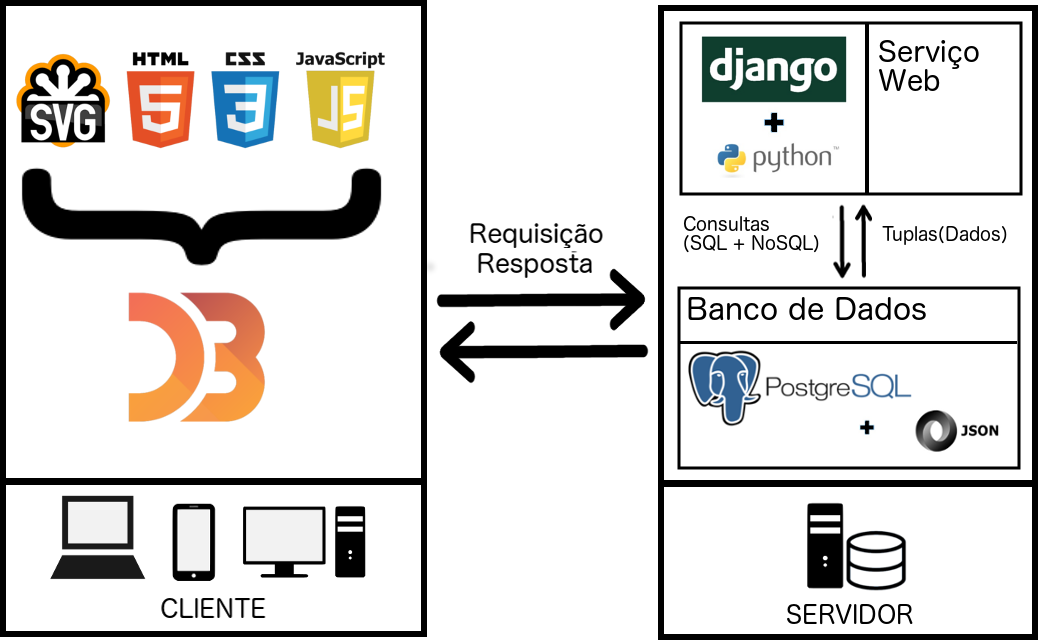 HTML
CSS
JavaScript
SVG
5
3
JS
D3
CLIENTE
Requisição
Resposta
django
+
python™
Serviço
Web
Consultas
(SQL + NoSQL)
Tuplas(Dados)
Banco de Dados
PostgreSQL
+
JSON
SERVIDOR